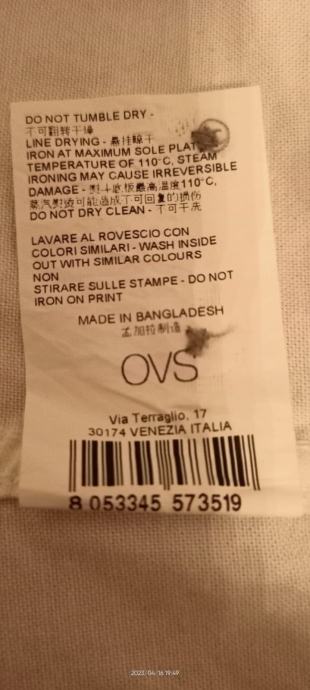 DO NOT TUMBLE DRY -
不可翻转干燥
LINE DRYING - 悬挂晾干
IRON AT MAXIMUM SOLE PLATE
TEMPERATURE OF 110°C, STEAM
IRONING MAY CAUSE IRREVERSIBLE
DAMAGE - 熨斗底板最高温度110°C,
蒸汽熨烫可能造成不可回复的损伤
DO NOT DRY CLEAN - 不可干洗
LAVARE AL ROVESCIO CON
COLORI SIMILARI - WASH INSIDE
OUT WITH SIMILAR COLOURS
NON
STIRARE SULLE STAMPE - DO NOT
IRON ON PRINT
MADE IN BANGLADESH
孟加拉制造
OVS
Via Terraglio, 17
30174 VENEZIA ITALIA
8 053345 573519
2023/04/16 19:49